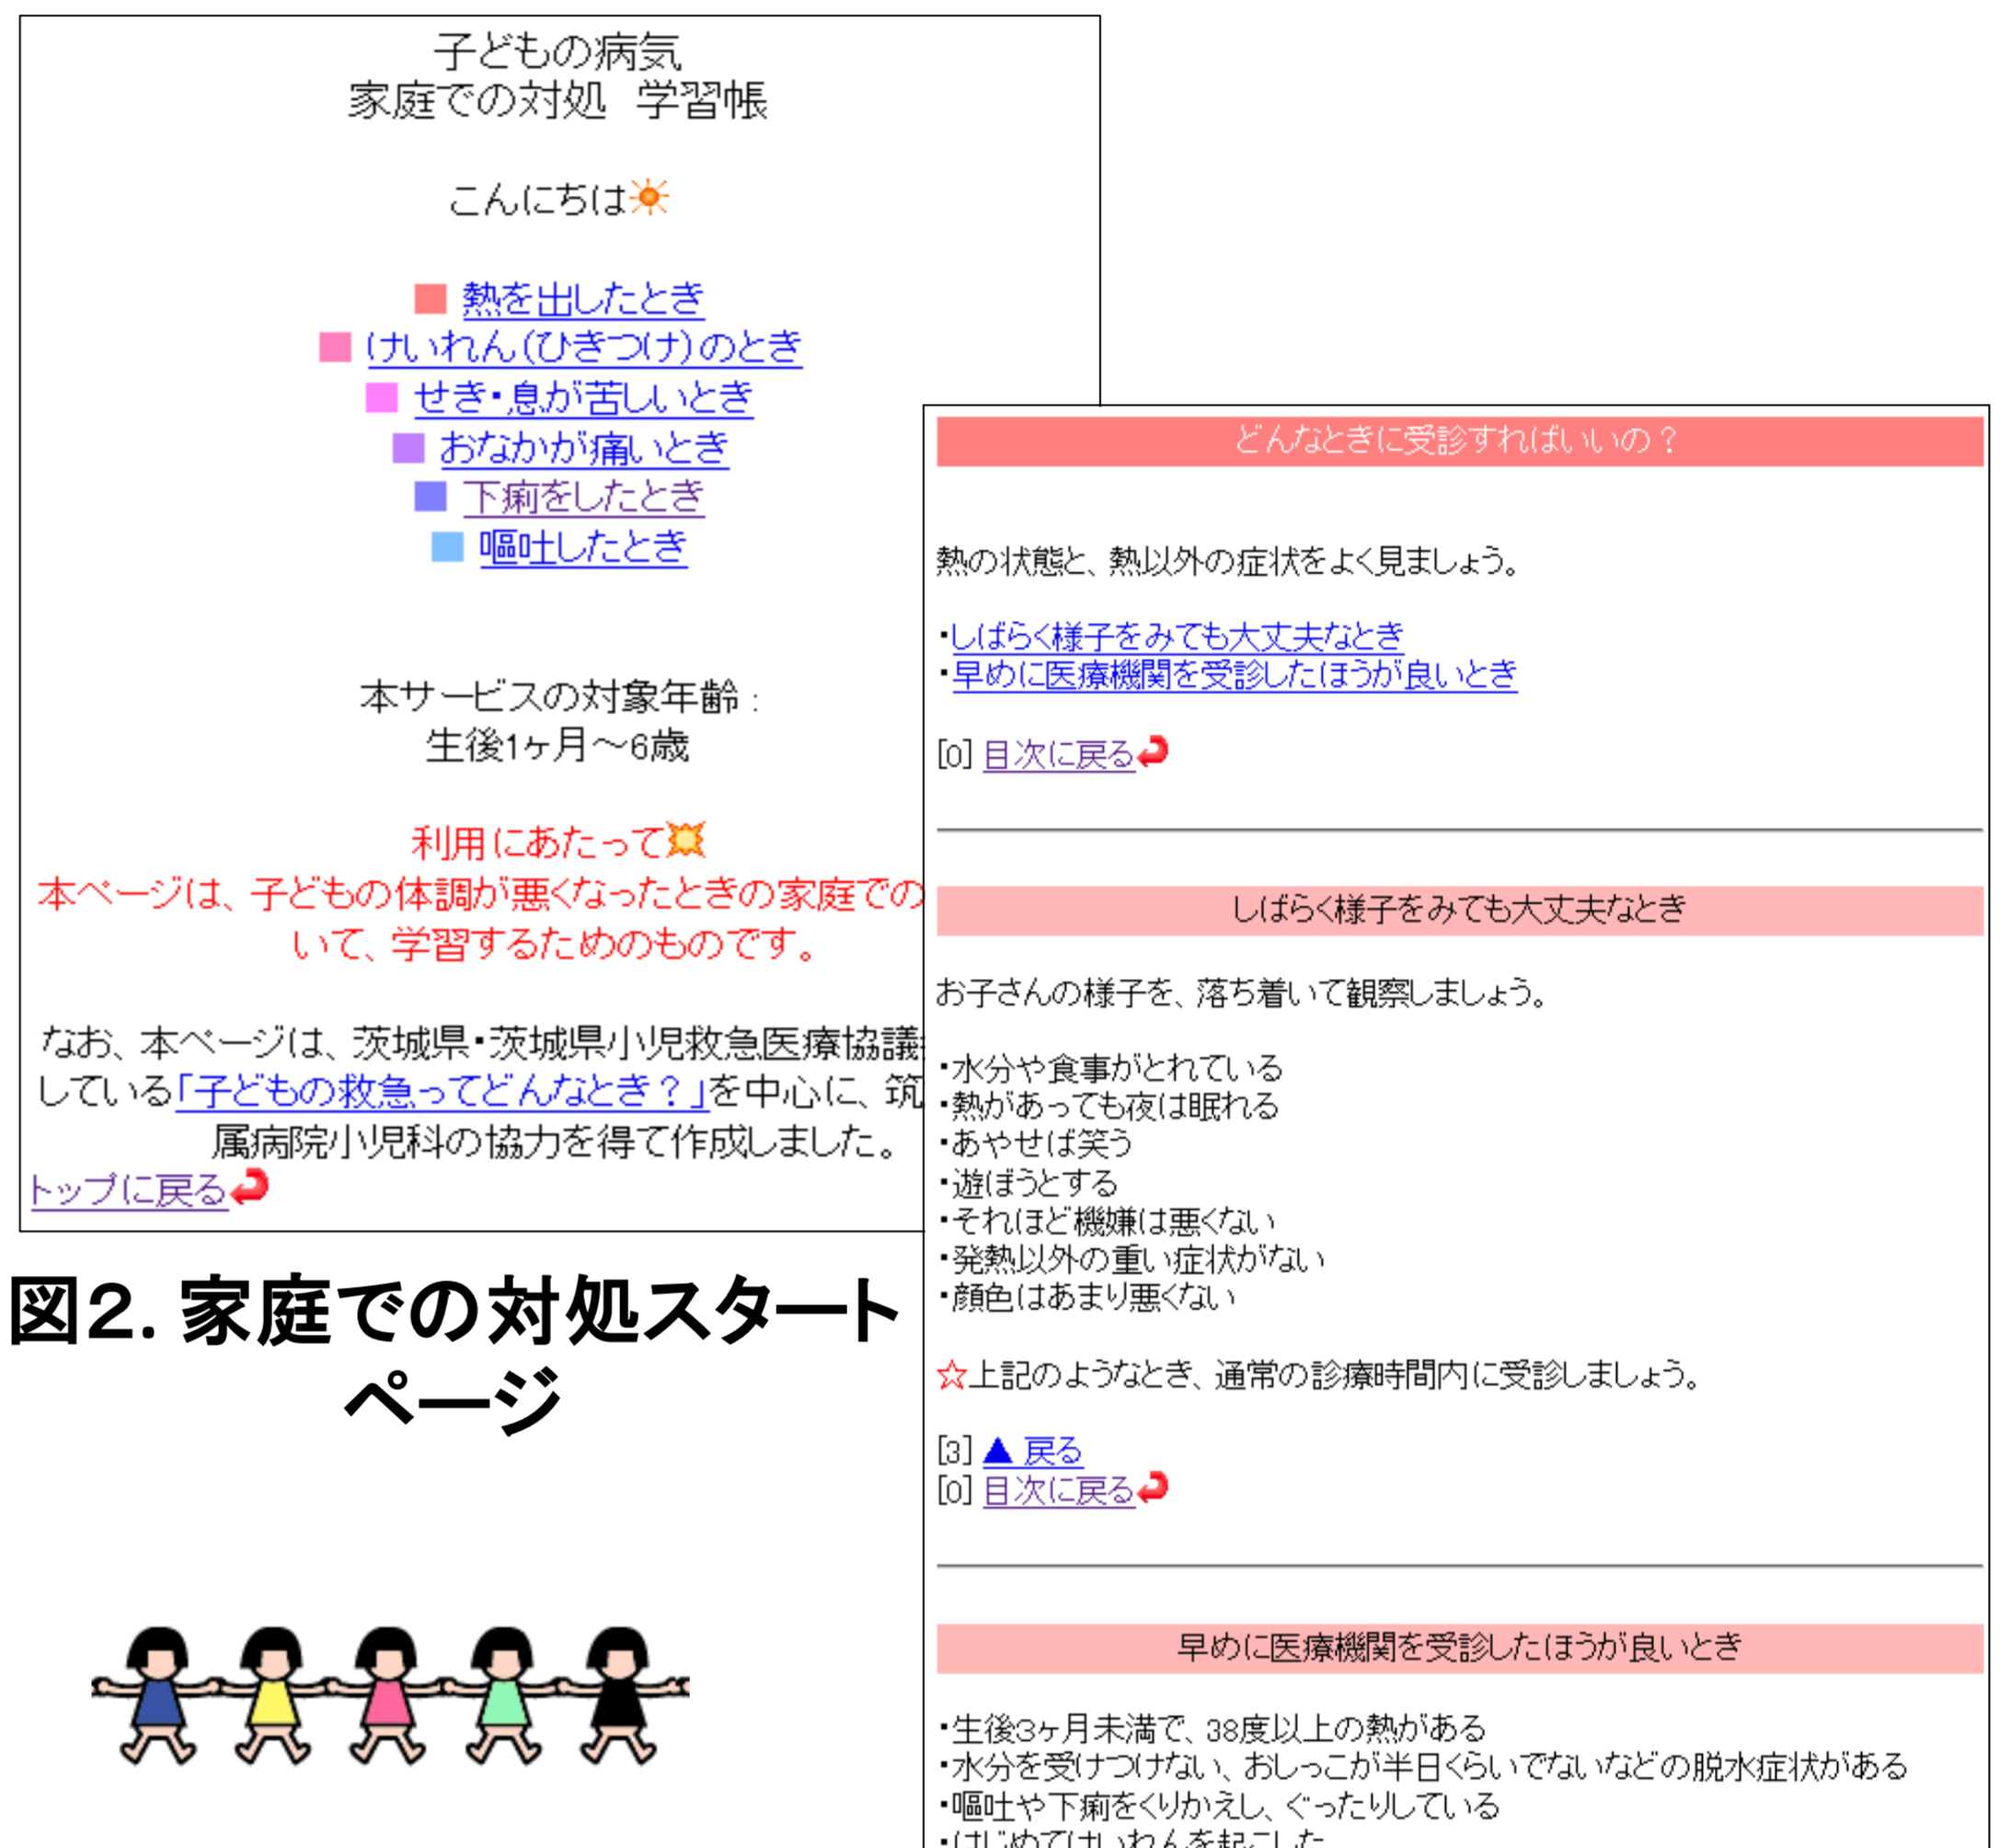 子どもの病気
家庭での対処 学習帳
こんにちは
熱を出したとき
けいれん(ひきつけ)のとき
せき・息が苦しいとき
おなかが痛いとき
下痢をしたとき
嘔吐したとき
本サービスの対象年齢:
生後1ヶ月～6歳
利用にあたって
本ページは、子どもの体調が悪くなったときの家庭での
いて、学習するためのものです。
なお、本ページは、茨城県・茨城県小児救急医療協議
している「子どもの救急ってどんなとき？」を中心に、筑
属病院小児科の協力を得て作成しました。
トップに戻る
図2. 家庭での対処スタート
ページ
どんなときに受診すればいいの？
熱の状態と、熱以外の症状をよく見ましょう。
・しばらく様子をみても大丈夫なとき
・早めに医療機関を受診したほうが良いとき
[0] 目次に戻る
しばらく様子をみても大丈夫なとき
お子さんの様子を、落ち着いて観察しましょう。
・水分や食事がとれている
・熱があっても夜は眠れる
・あやせば笑う
・遊ぼうとする
・それほど機嫌は悪くない
・発熱以外の重い症状がない
・顔色はあまり悪くない
☆上記のようなとき、通常の診療時間内に受診しましょう。
[3] ▲ 戻る
[0] 目次に戻る
早めに医療機関を受診したほうが良いとき
・生後3ヶ月未満で、38度以上の熱がある
・水分を受けつけない、おしっこが半日くらいでないなどの脱水症状がある
・嘔吐や下痢をくりかえし、ぐったりしている
・はじめてけいれんを起こした